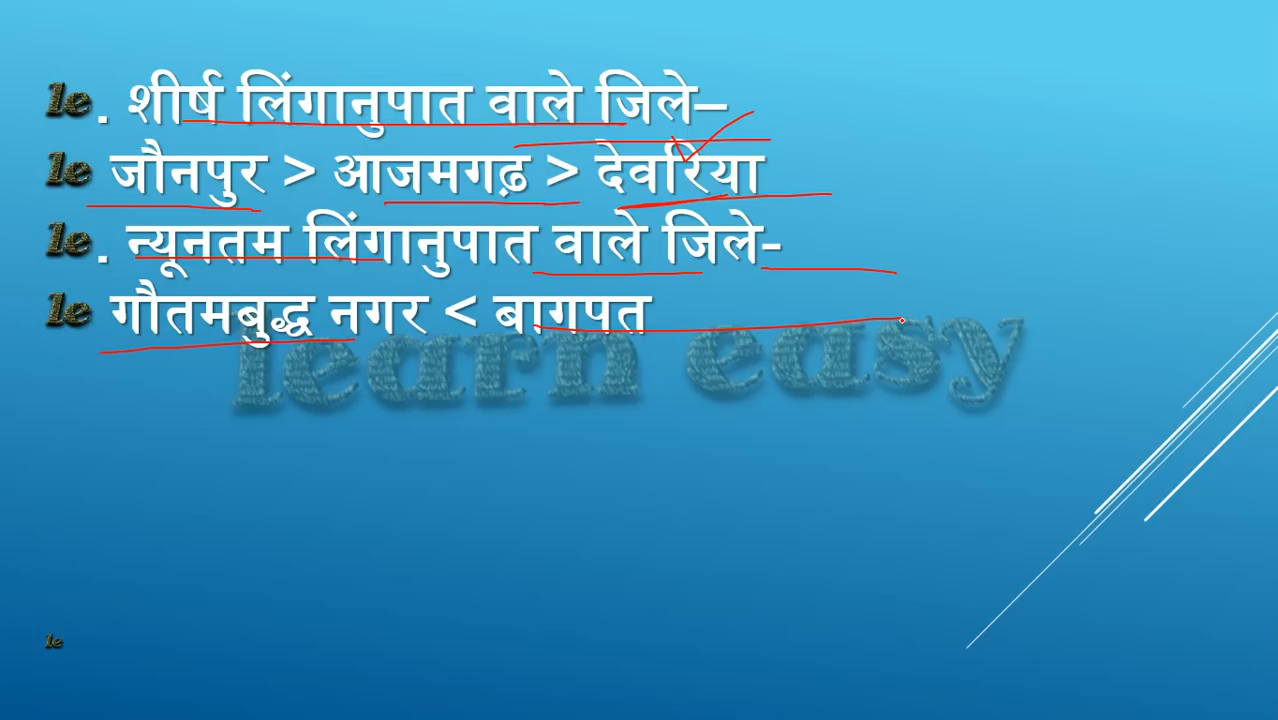 le . शीर्ष लिंगानुपात वाले जिले–
le जौनपुर > आजमगढ़ > देवरिया
le . न्यूनतम लिंगानुपात वाले जिले-
le गौतमबुद्ध नगर < बागपत
learn easy
le